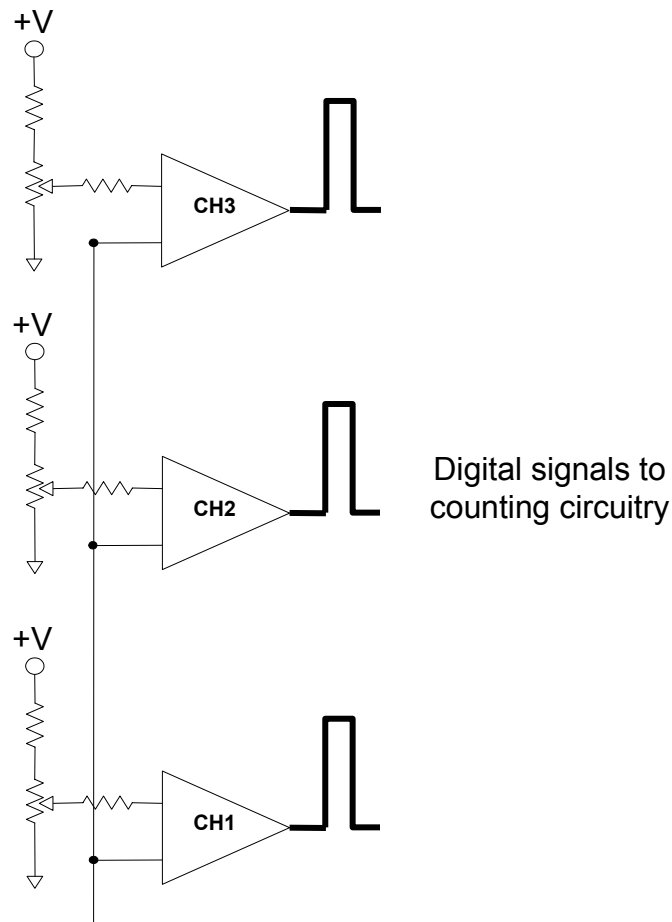 +V
CH3
+V
CH2
Digital signals to
counting circuitry
+V
CH1